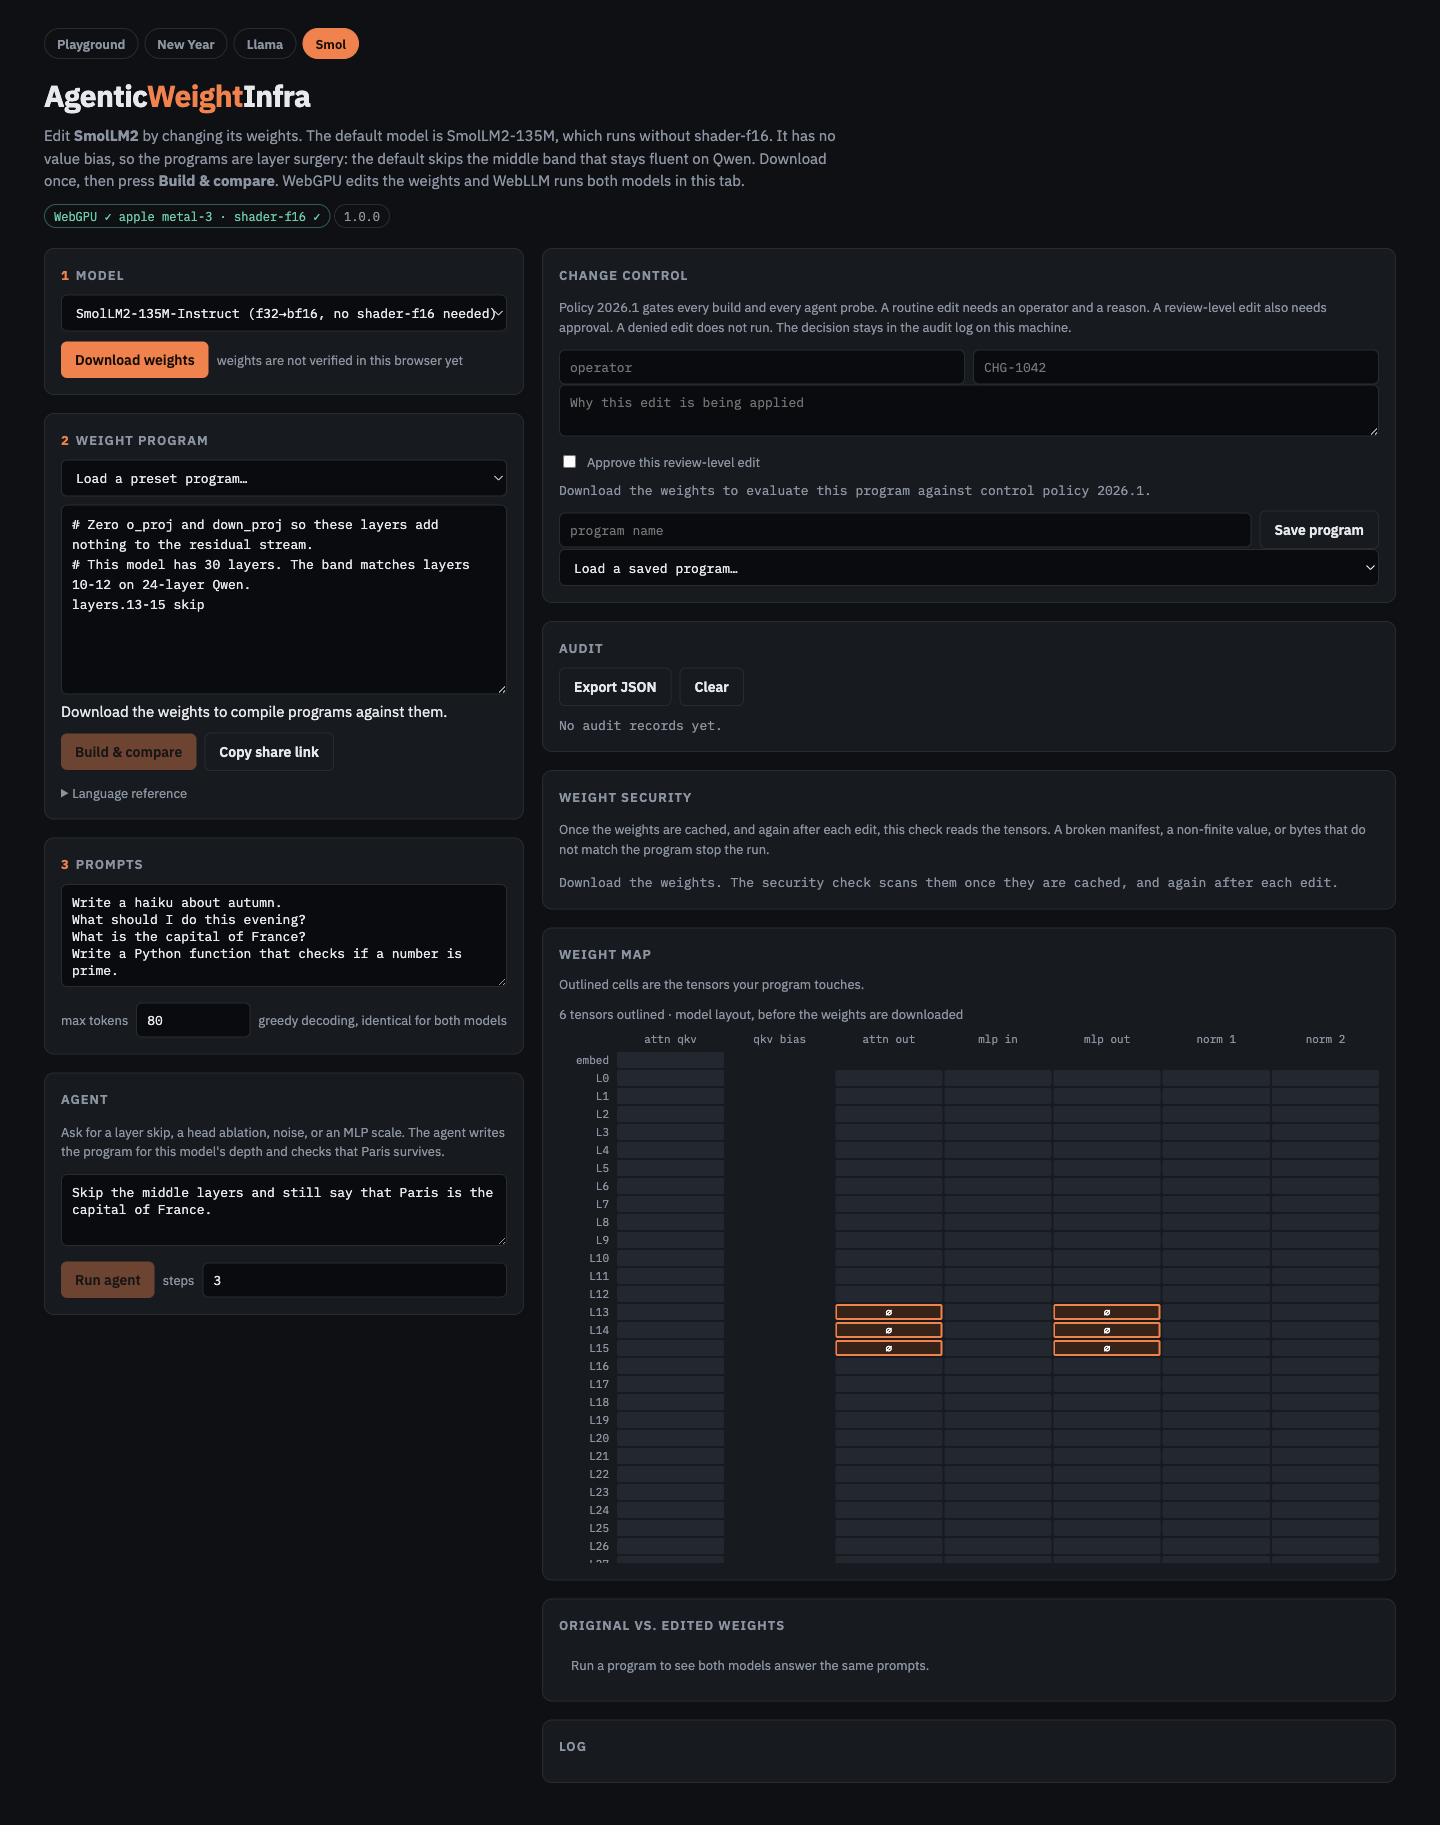 Playground
New Year
Llama
Smol
AgenticWeightInfra
Edit SmolLM2 by changing its weights. The default model is SmolLM2-135M, which runs without shader-f16. It has no
value bias, so the programs are layer surgery: the default skips the middle band that stays fluent on Qwen. Download
once, then press Build & compare. WebGPU edits the weights and WebLLM runs both models in this tab.
WebGPU ✓ apple metal-3 · shader-f16 ✓
1.0.0
1 MODEL
SmolLM2-135M-Instruct (f32→bf16, no shader-f16 needed)
Download weights
weights are not verified in this browser yet
2 WEIGHT PROGRAM
Load a preset program…
# Zero o_proj and down_proj so these layers add
nothing to the residual stream.
# This model has 30 layers. The band matches layers
10-12 on 24-layer Qwen.
layers.13-15 skip
Download the weights to compile programs against them.
Build & compare
Copy share link
▶ Language reference
3 PROMPTS
Write a haiku about autumn.
What should I do this evening?
What is the capital of France?
Write a Python function that checks if a number is
prime.
max tokens
80
greedy decoding, identical for both models
AGENT
Ask for a layer skip, a head ablation, noise, or an MLP scale. The agent writes
the program for this model's depth and checks that Paris survives.
Skip the middle layers and still say that Paris is the
capital of France.
Run agent
steps
3
CHANGE CONTROL
Policy 2026.1 gates every build and every agent probe. A routine edit needs an operator and a reason. A review-level edit also needs
approval. A denied edit does not run. The decision stays in the audit log on this machine.
operator
CHG-1042
Why this edit is being applied
Approve this review-level edit
Download the weights to evaluate this program against control policy 2026.1.
program name
Save program
Load a saved program…
AUDIT
Export JSON
Clear
No audit records yet.
WEIGHT SECURITY
Once the weights are cached, and again after each edit, this check reads the tensors. A broken manifest, a non-finite value, or bytes that do
not match the program stop the run.
Download the weights. The security check scans them once they are cached, and again after each edit.
WEIGHT MAP
Outlined cells are the tensors your program touches.
6 tensors outlined · model layout, before the weights are downloaded
attn qkv
qkv bias
attn out
mlp in
mlp out
norm 1
norm 2
embed
L0
L1
L2
L3
L4
L5
L6
L7
L8
L9
L10
L11
L12
L13 ∅ ∅
L14 ∅ ∅
L15 ∅ ∅
L16
L17
L18
L19
L20
L21
L22
L23
L24
L25
L26
L27
ORIGINAL VS. EDITED WEIGHTS
Run a program to see both models answer the same prompts.
LOG